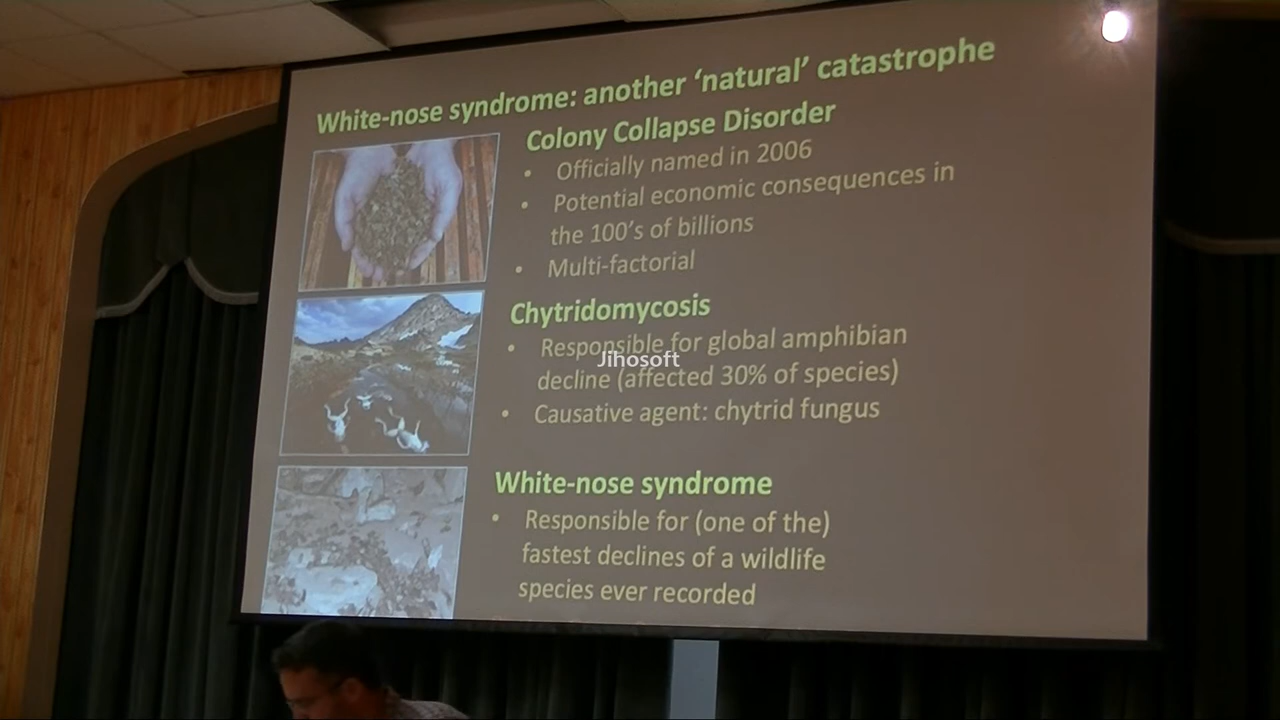 White-nose syndrome: another ‘natural’ catastrophe
Colony Collapse Disorder
• Officially named in 2006
• Potential economic consequences in
the 100’s of billions
• Multi-factorial
Chytridomycosis
• Responsible for global amphibian
decline (affected 30% of species)
• Causative agent: chytrid fungus
White-nose syndrome
• Responsible for (one of the)
fastest declines of a wildlife
species ever recorded
Jihosoft